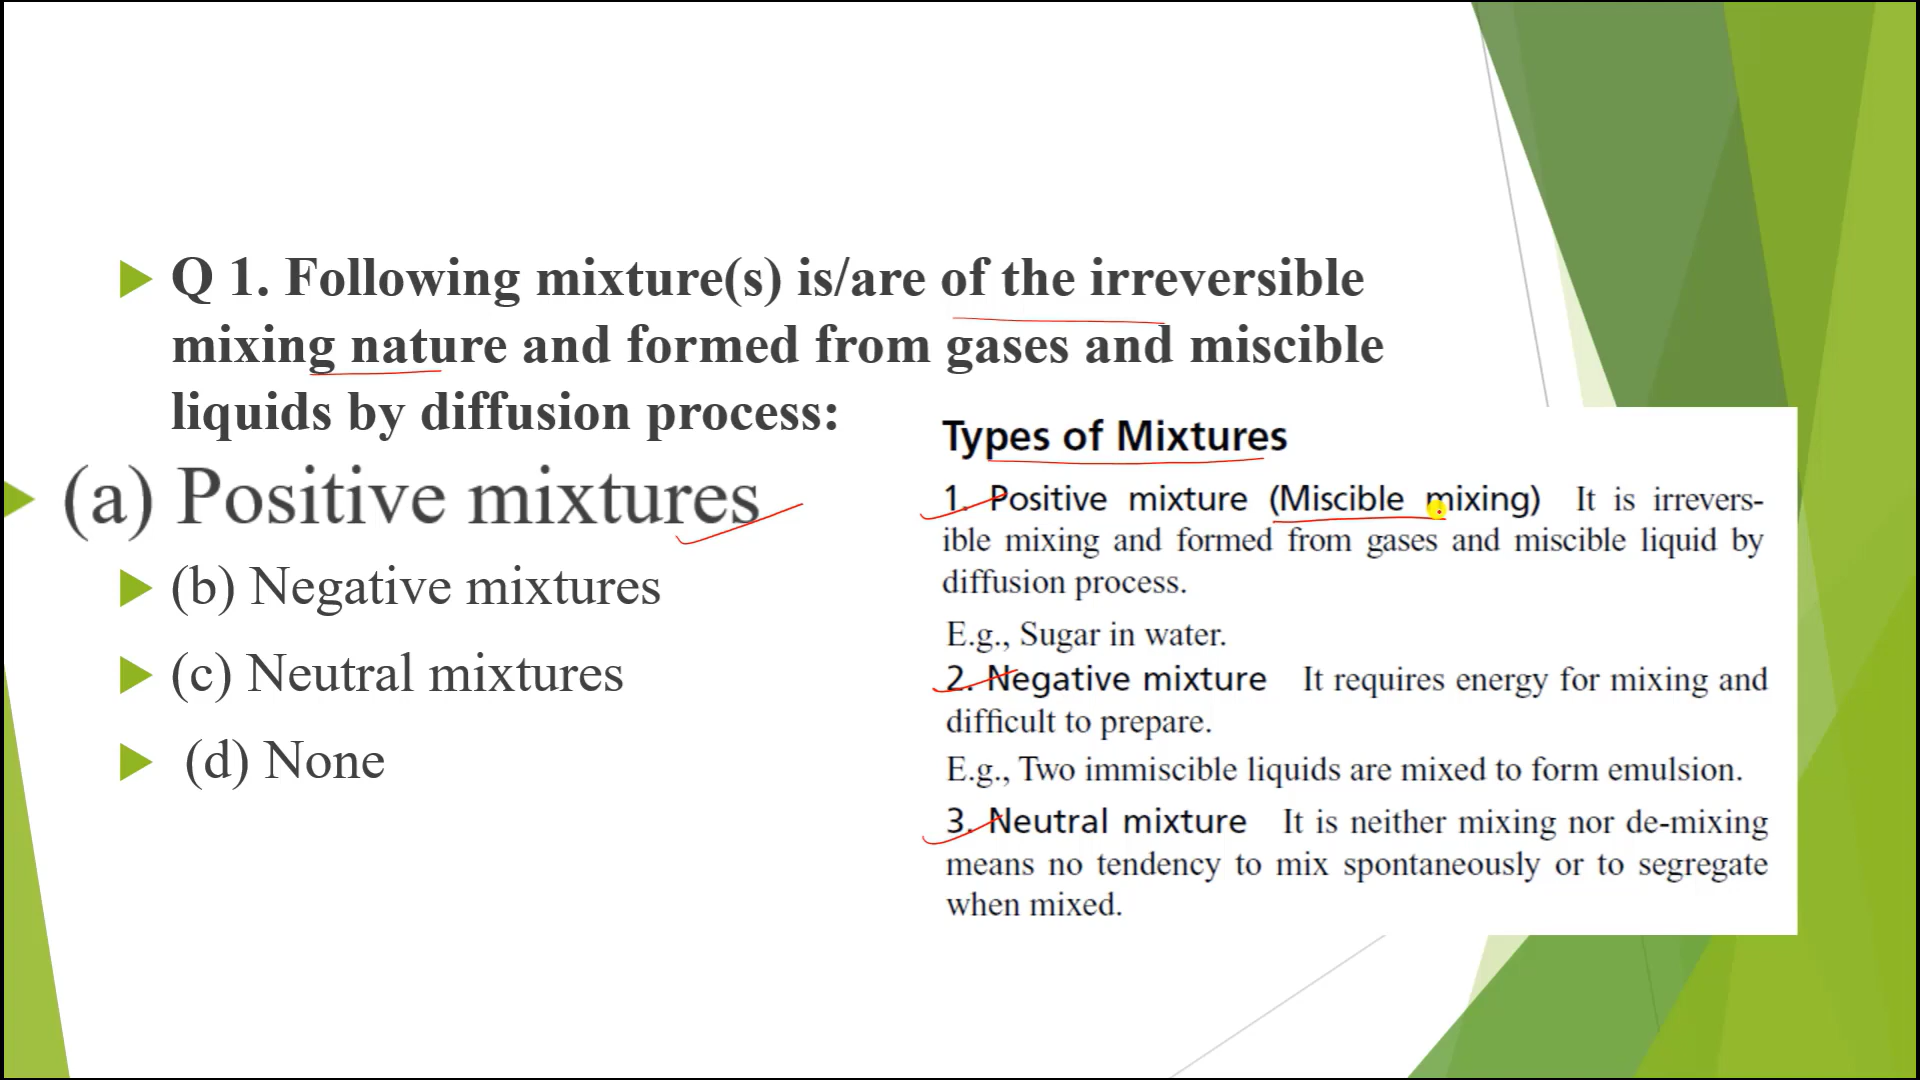 Q 1. Following mixture(s) is/are of the irreversible
mixing nature and formed from gases and miscible
liquids by diffusion process:
(a) Positive mixtures
(b) Negative mixtures
(c) Neutral mixtures
(d) None
Types of Mixtures
1. Positive mixture (Miscible mixing) It is irrevers-
ible mixing and formed from gases and miscible liquid by
diffusion process.
E.g., Sugar in water.
2. Negative mixture It requires energy for mixing and
difficult to prepare.
E.g., Two immiscible liquids are mixed to form emulsion.
3. Neutral mixture It is neither mixing nor de-mixing
means no tendency to mix spontaneously or to segregate
when mixed.